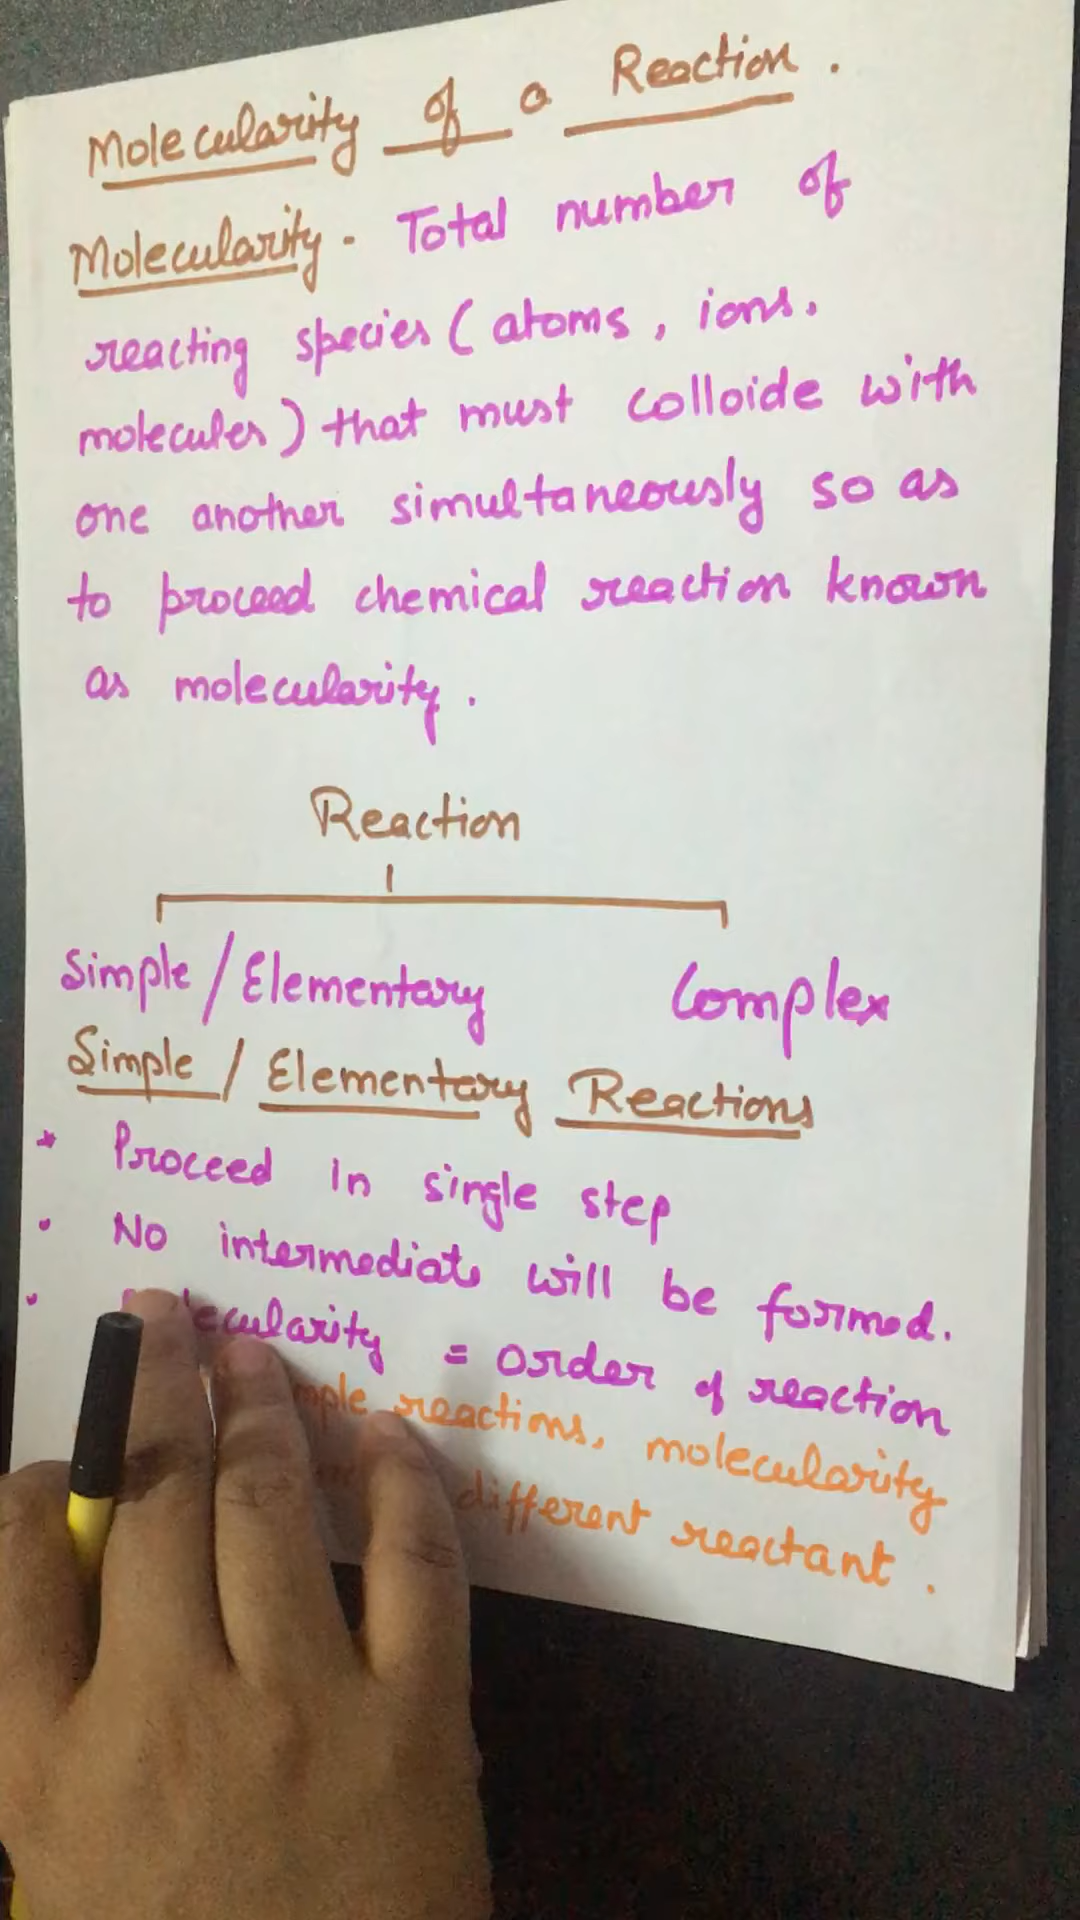 Molecularity of a Reaction.
Molecularity. Total number of
reacting species (atoms, ions,
molecules) that must colloide with
one another simultaneously so as
to proceed chemical reaction known
as molecularity.
Reaction
Simple/Elementary Complex
Simple / Elementary Reactions
* Proceed in single step
• No intermediate will be formed.
• = order of reaction
reactions, molecularity
different reactant.